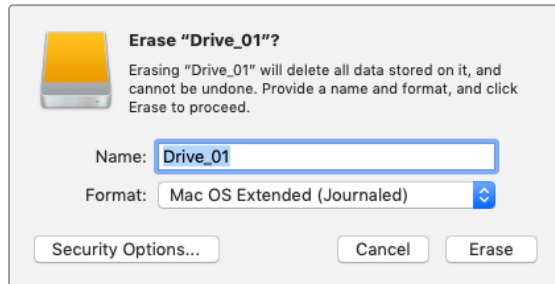 Erase “Drive_01”?
Erasing “Drive_01” will delete all data stored on it, and
cannot be undone. Provide a name and format, and click
Erase to proceed.
Name: Drive_01
Format: Mac OS Extended (Journaled)
Security Options... Cancel Erase